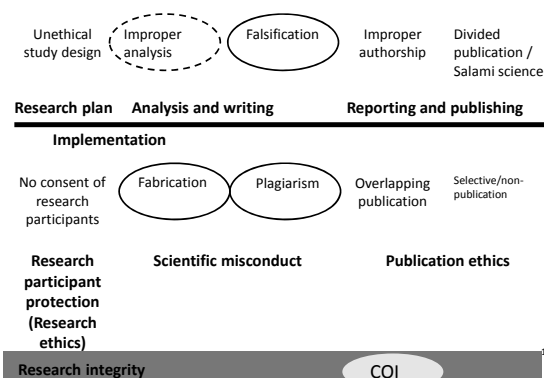 Unethical
study design
Improper
analysis
Falsification
Improper
authorship
Divided
publication /
Salami science
Research plan
Analysis and writing
Reporting and publishing
Implementation
No consent of
research
participants
Fabrication
Plagiarism
Overlapping
publication
Selective/non-
publication
Research
participant
protection
(Research
ethics)
Scientific misconduct
Publication ethics
Research integrity
COI
1